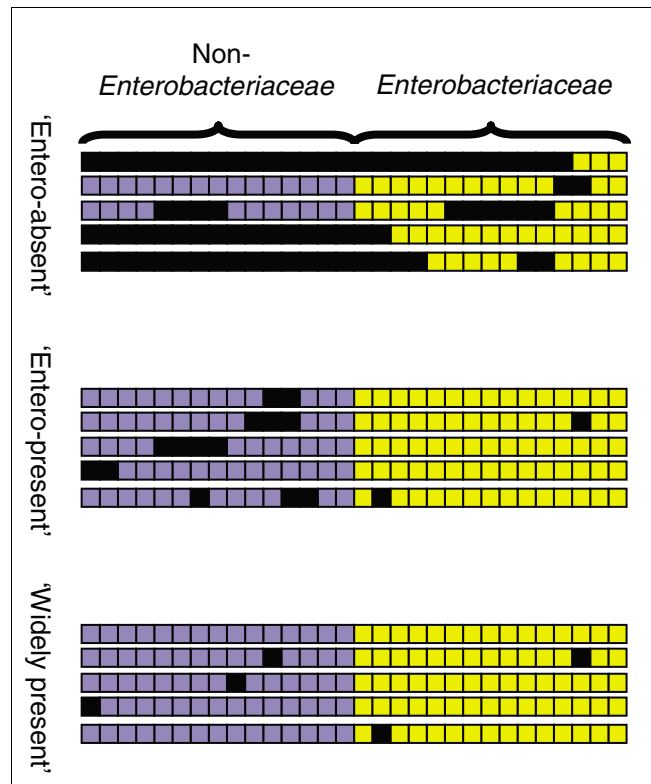 Non-
Enterobacteriaceae
Enterobacteriaceae
‘Entero-absent’
‘Entero-present’
‘Widely present’